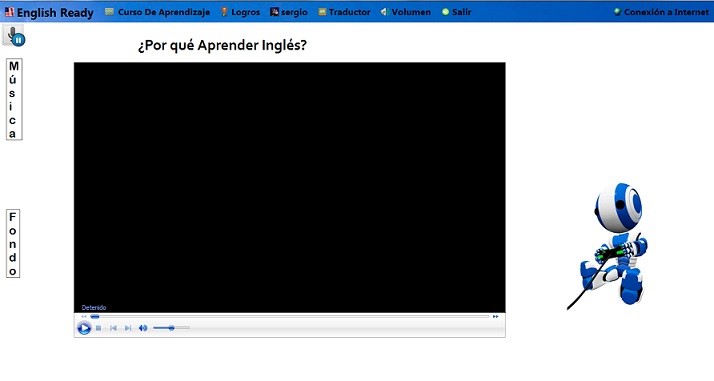 English Ready Curso De Aprendizaje Logros sergio Traductor Volumen Salir Conexión a Internet
¿Por qué Aprender Inglés?
Música
Fondo
Detenido